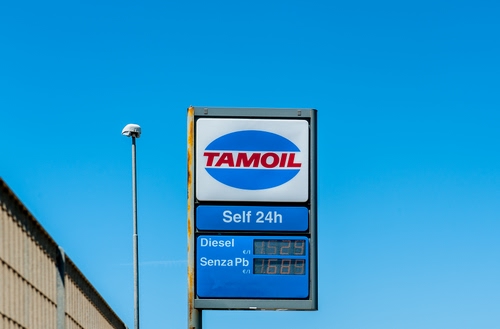 TAMOIL
Self 24h
Diesel
€/l 1.529
Senza Pb
€/l 1.689